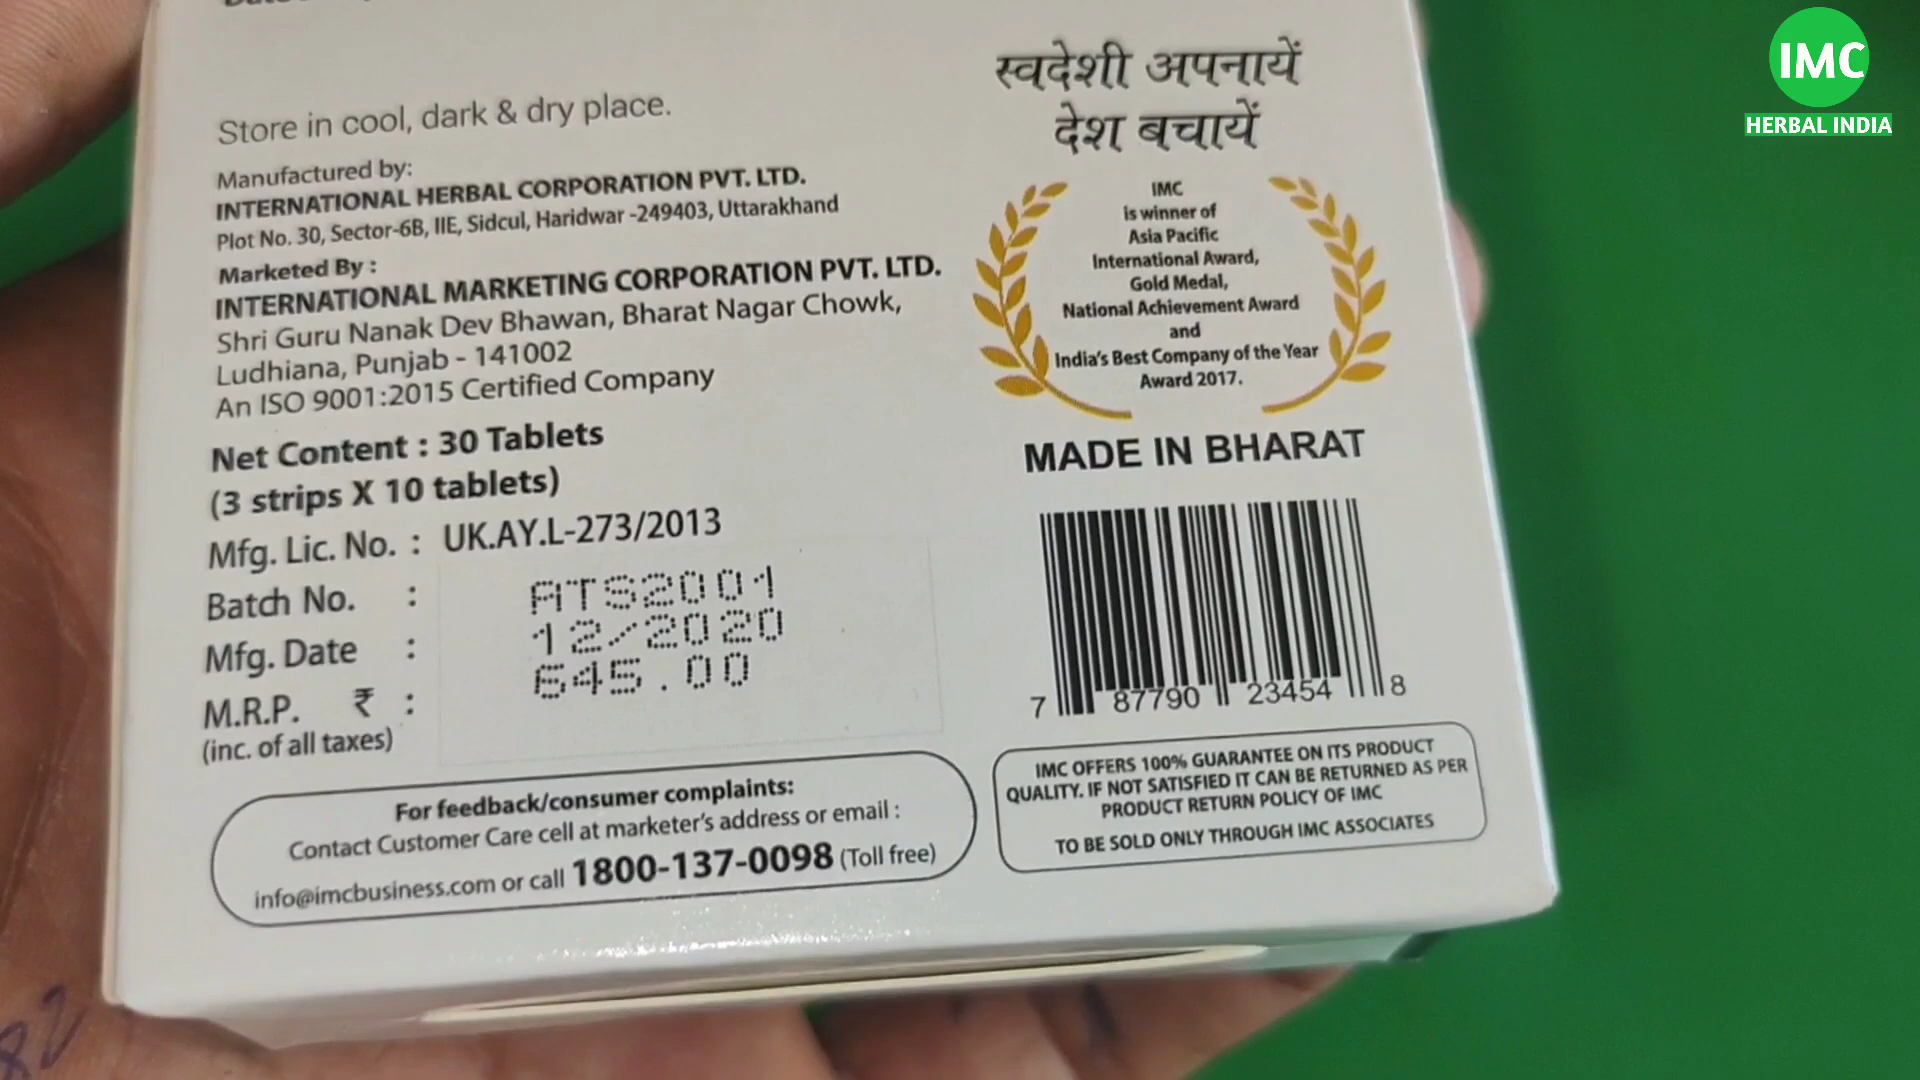 Store in cool, dark & dry place.
Manufactured by:
INTERNATIONAL HERBAL CORPORATION PVT. LTD.
Plot No. 30, Sector-6B, IIE, Sidcul, Haridwar -249403, Uttarakhand
Marketed By :
INTERNATIONAL MARKETING CORPORATION PVT. LTD.
Shri Guru Nanak Dev Bhawan, Bharat Nagar Chowk,
Ludhiana, Punjab - 141002
An ISO 9001:2015 Certified Company
Net Content : 30 Tablets
(3 strips X 10 tablets)
Mfg. Lic. No. : UK.AY.L-273/2013
Batch No. : ATS2001
Mfg. Date : 12/2020
M.R.P. ₹ : 645.00
(inc. of all taxes)
For feedback/consumer complaints:
Contact Customer Care cell at marketer's address or email :
info@imcbusiness.com or call 1800-137-0098 (Toll free)
स्वदेशी अपनायें
देश बचायें
IMC
is winner of
Asia Pacific
International Award,
Gold Medal,
National Achievement Award
and
India's Best Company of the Year
Award 2017.
MADE IN BHARAT
7 87790 23454 8
IMC OFFERS 100% GUARANTEE ON ITS PRODUCT
QUALITY. IF NOT SATISFIED IT CAN BE RETURNED AS PER
PRODUCT RETURN POLICY OF IMC
TO BE SOLD ONLY THROUGH IMC ASSOCIATES
IMC
HERBAL INDIA
82